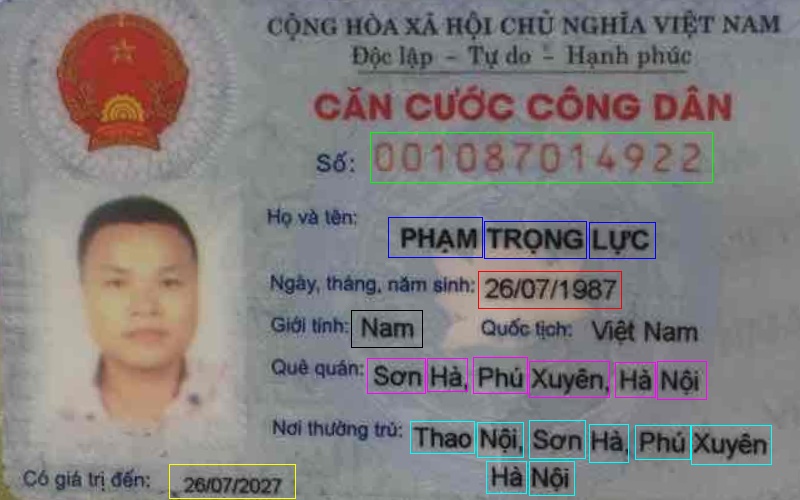 CỘNG HÒA XÃ HỘI CHỦ NGHĨA VIỆT NAM
Độc lập - Tự do - Hạnh phúc
CĂN CƯỚC CÔNG DÂN
Số: 001087014922
Họ và tên: PHẠM TRỌNG LỰC
Ngày, tháng, năm sinh: 26/07/1987
Giới tính: Nam Quốc tịch: Việt Nam
Quê quán: Sơn Hà, Phú Xuyên, Hà Nội
Nơi thường trú: Thao Nội, Sơn Hà, Phú Xuyên
Hà Nội
Có giá trị đến: 26/07/2027